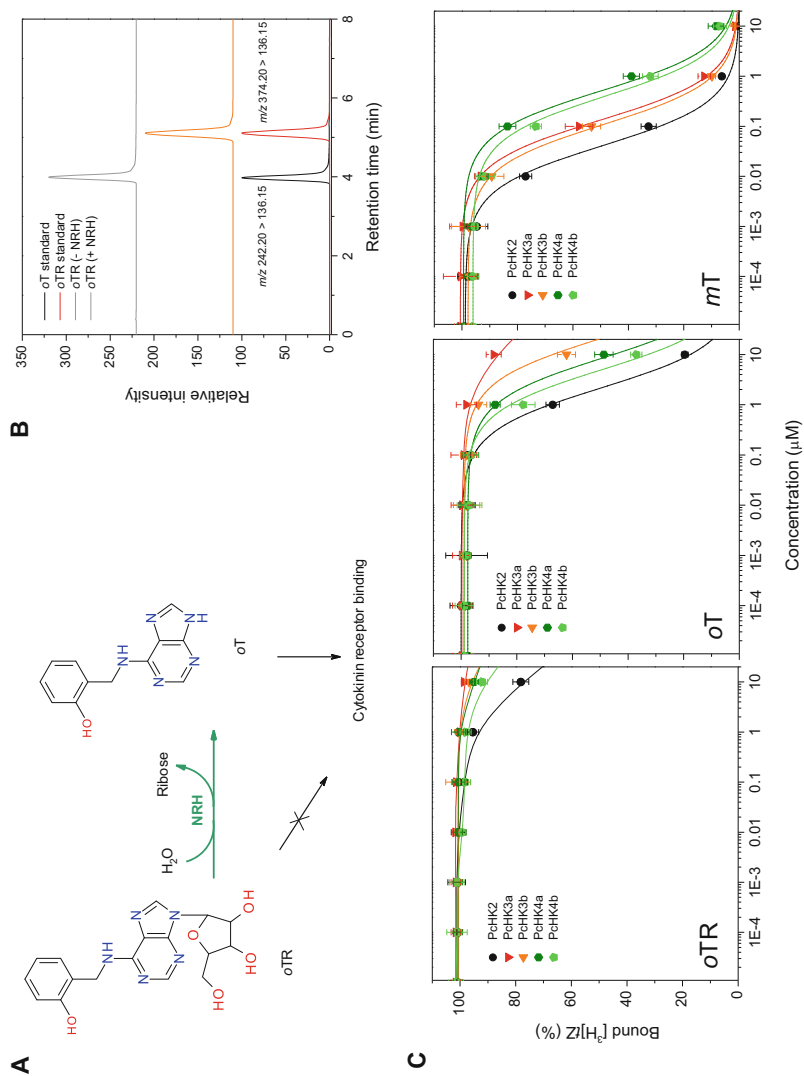 A
HO
NH
N
N
N
N
O
HO
HO
OH
oTR
H₂O
Ribose
NRH
HO
NH
N
N
N
N
H
oT
Cytokinin receptor binding
B
350
300
250
200
150
100
50
0
Relative intensity
oT standard
oTR standard
oTR (- NRH)
oTR (+ NRH)
m/z 242.20 > 136.15
m/z 374.20 > 136.15
0
2
4
6
8
Retention time (min)
C
Bound [³H]tZ (%)
100
80
60
40
20
0
PcHK2
PcHK3a
PcHK3b
PcHK4a
PcHK4b
oTR
1E-4
1E-3
0.01
0.1
1
10
PcHK2
PcHK3a
PcHK3b
PcHK4a
PcHK4b
oT
1E-4
1E-3
0.01
0.1
1
10
PcHK2
PcHK3a
PcHK3b
PcHK4a
PcHK4b
mT
1E-4
1E-3
0.01
0.1
1
10
Concentration (μM)